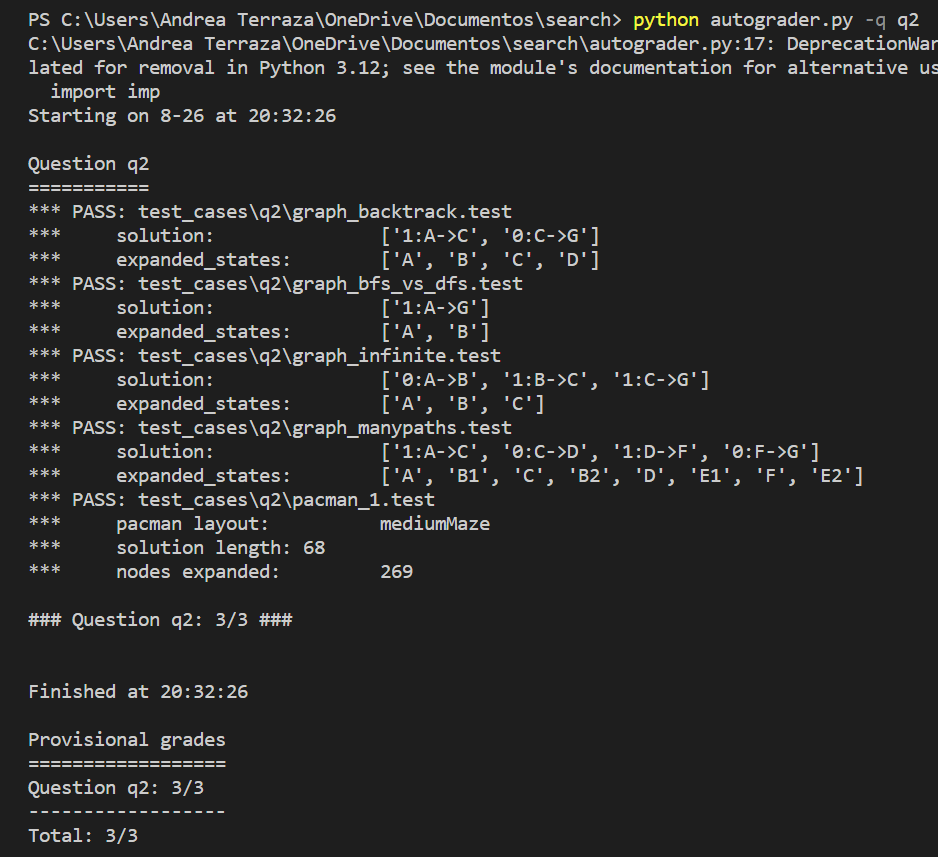 PS C:\Users\Andrea Terraza\OneDrive\Documentos\search> python autograder.py -q q2
C:\Users\Andrea Terraza\OneDrive\Documentos\search\autograder.py:17: DeprecationWar
lated for removal in Python 3.12; see the module's documentation for alternative us
  import imp
Starting on 8-26 at 20:32:26

Question q2
===========
*** PASS: test_cases\q2\graph_backtrack.test
***     solution:               ['1:A->C', '0:C->G']
***     expanded_states:        ['A', 'B', 'C', 'D']
*** PASS: test_cases\q2\graph_bfs_vs_dfs.test
***     solution:               ['1:A->G']
***     expanded_states:        ['A', 'B']
*** PASS: test_cases\q2\graph_infinite.test
***     solution:               ['0:A->B', '1:B->C', '1:C->G']
***     expanded_states:        ['A', 'B', 'C']
*** PASS: test_cases\q2\graph_manypaths.test
***     solution:               ['1:A->C', '0:C->D', '1:D->F', '0:F->G']
***     expanded_states:        ['A', 'B1', 'C', 'B2', 'D', 'E1', 'F', 'E2']
*** PASS: test_cases\q2\pacman_1.test
***     pacman layout:          mediumMaze
***     solution length: 68
***     nodes expanded:         269

### Question q2: 3/3 ###


Finished at 20:32:26

Provisional grades
==================
Question q2: 3/3
------------------
Total: 3/3